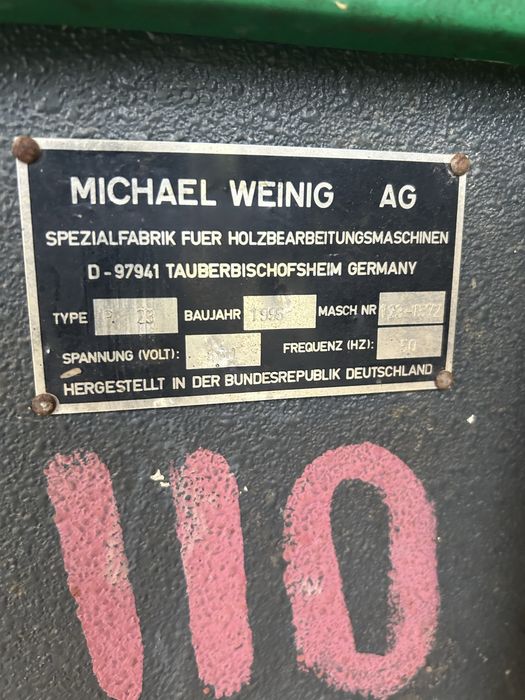 MICHAEL WEINIG AG
SPEZIALFABRIK FUER HOLZBEARBEITUNGSMASCHINEN
D-97941 TAUBERBISCHOFSHEIM GERMANY
TYPE 23 BAUJAHR MASCH NR
SPANNUNG (VOLT): FREQUENZ (HZ): 50
HERGESTELLT IN DER BUNDESREPUBLIK DEUTSCHLAND
110